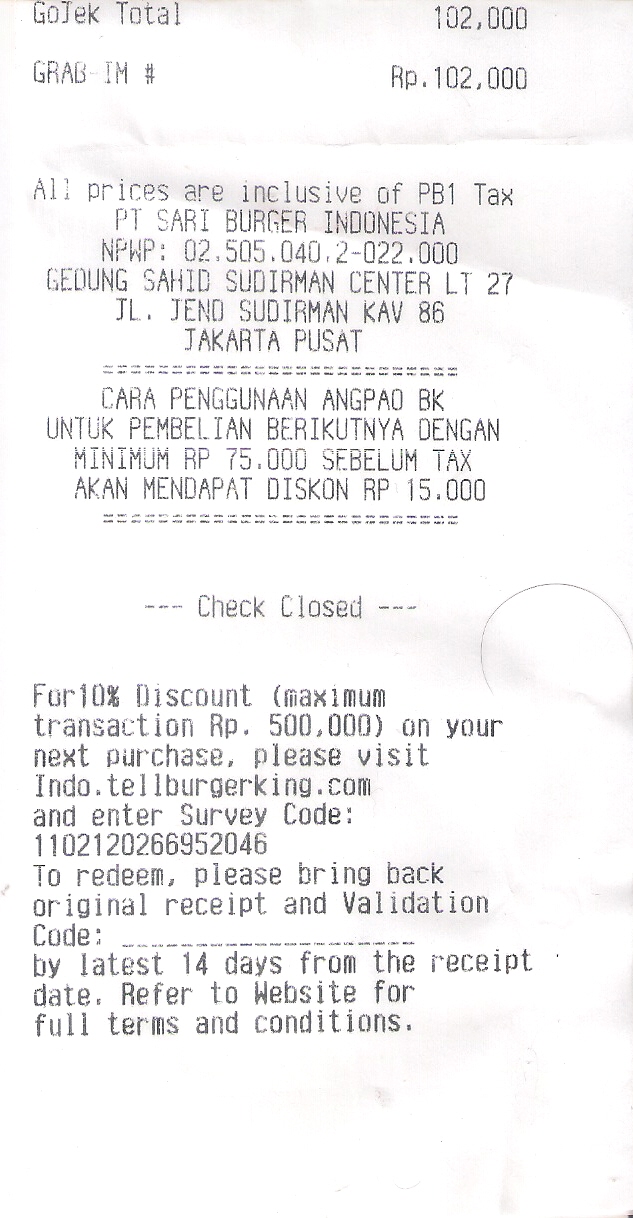 GoJek Total 102,000
GRAB-IM # Rp.102,000
All prices are inclusive of PB1 Tax
PT SARI BURGER INDONESIA
NPWP: 02.505.040.2-022.000
GEDUNG SAHID SUDIRMAN CENTER LT 27
JL. JEND SUDIRMAN KAV 86
JAKARTA PUSAT
==========================
CARA PENGGUNAAN ANGPAO BK
UNTUK PEMBELIAN BERIKUTNYA DENGAN
MINIMUM RP 75.000 SEBELUM TAX
AKAN MENDAPAT DISKON RP 15.000
==========================
--- Check Closed ---
For10% Discount (maximum
transaction Rp. 500,000) on your
next purchase, please visit
Indo.tellburgerking.com
and enter Survey Code:
1102120266952046
To redeem, please bring back
original receipt and Validation
Code: ____________________
by latest 14 days from the receipt
date. Refer to Website for
full terms and conditions.